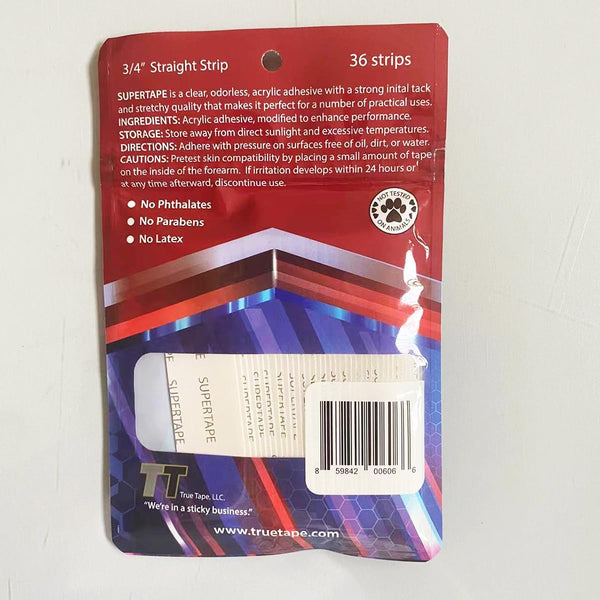 3/4" Straight Strip
36 strips
SUPERTAPE is a clear, odorless, acrylic adhesive with a strong inital tack
and stretchy quality that makes it perfect for a number of practical uses.
INGREDIENTS: Acrylic adhesive, modified to enhance performance.
STORAGE: Store away from direct sunlight and excessive temperatures.
DIRECTIONS: Adhere with pressure on surfaces free of oil, dirt, or water.
CAUTIONS: Pretest skin compatibility by placing a small amount of tape
on the inside of the forearm. If irritation develops within 24 hours or
at any time afterward, discontinue use.
• No Phthalates
• No Parabens
• No Latex
NOT TESTED
ON ANIMALS
SUPERTAPE
SUPERTAPE
SUPERTAPE
SUPERTAPE
SUPERTAPE
8 59842 00606 6
TT
True Tape, LLC.
"We're in a sticky business."
www.truetape.com